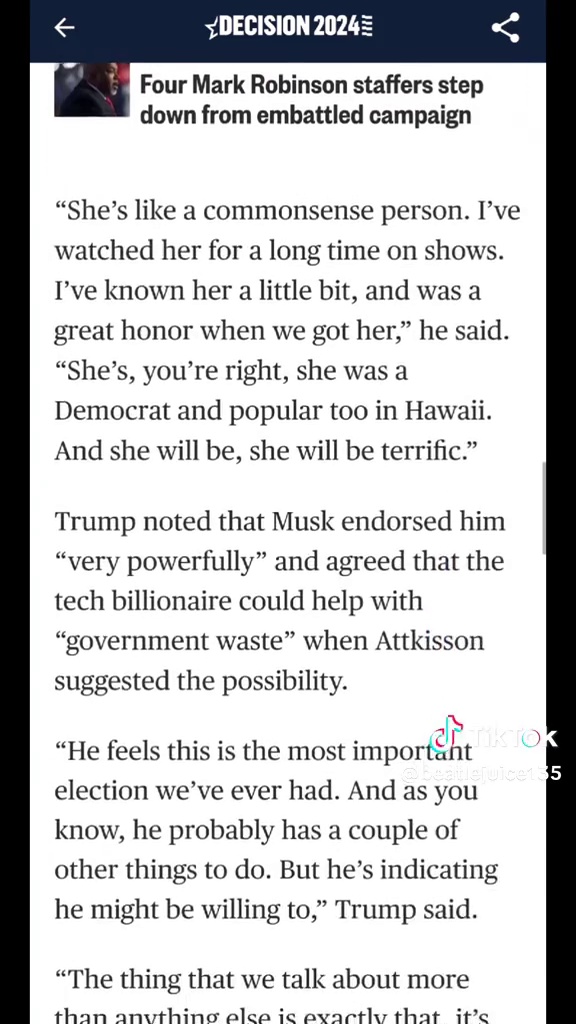 DECISION 2024
Four Mark Robinson staffers step
down from embattled campaign
“She’s like a commonsense person. I’ve
watched her for a long time on shows.
I’ve known her a little bit, and was a
great honor when we got her,” he said.
“She’s, you’re right, she was a
Democrat and popular too in Hawaii.
And she will be, she will be terrific.”
Trump noted that Musk endorsed him
“very powerfully” and agreed that the
tech billionaire could help with
“government waste” when Attkisson
suggested the possibility.
“He feels this is the most important
election we’ve ever had. And as you
know, he probably has a couple of
other things to do. But he’s indicating
he might be willing to,” Trump said.
“The thing that we talk about more
than anything else is exactly that, it’s
TikTok
@beatlejuice135